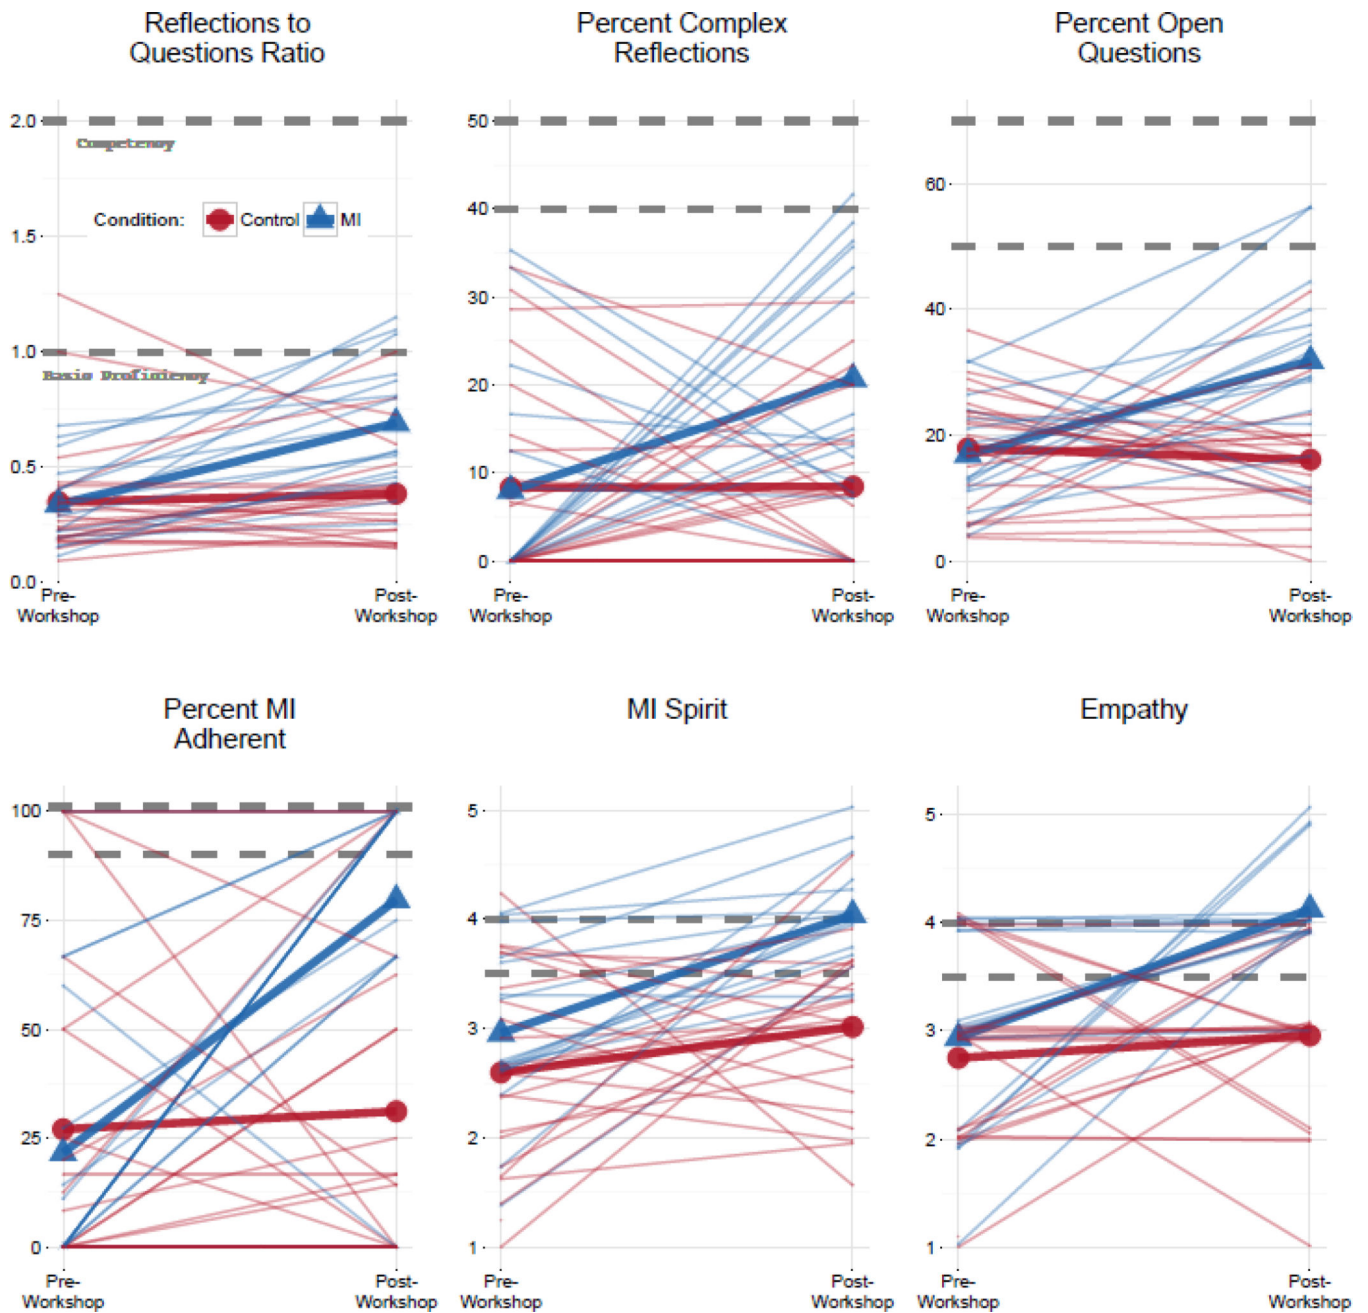 Reflections to
Questions Ratio
Percent Complex
Reflections
Percent Open
Questions
2.0
Competency
Condition: Control MI
1.5
1.0
Basic Proficiency
0.5
0.0
Pre-
Workshop
Post-
Workshop
50
40
30
20
10
0
Pre-
Workshop
Post-
Workshop
60
40
20
0
Pre-
Workshop
Post-
Workshop
Percent MI
Adherent
MI Spirit
Empathy
100
75
50
25
0
Pre-
Workshop
Post-
Workshop
5
4
3
2
1
Pre-
Workshop
Post-
Workshop
5
4
3
2
1
Pre-
Workshop
Post-
Workshop